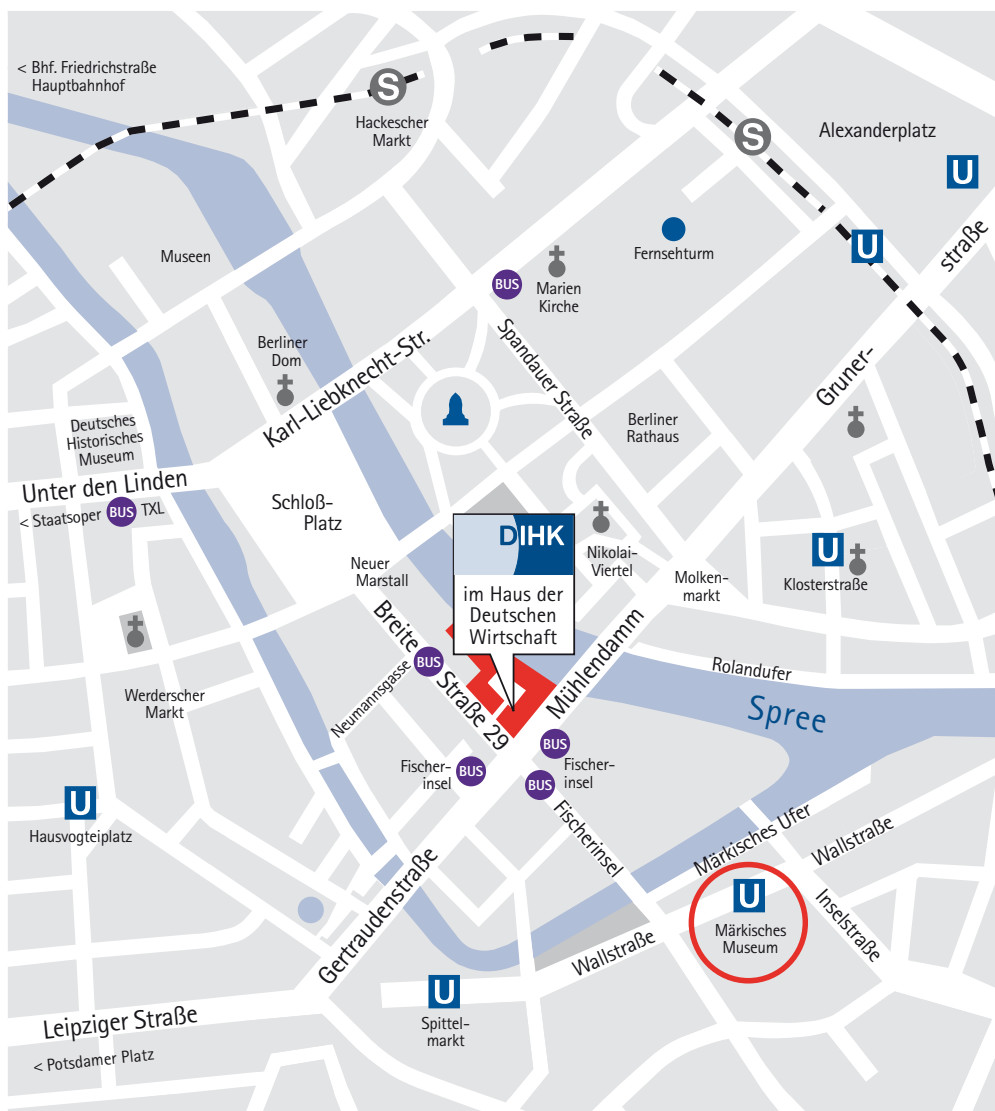 < Bhf. Friedrichstraße
Hauptbahnhof
S
Hackescher
Markt
S
Alexanderplatz
U
Museen
Fernsehturm
U
straße
BUS
Marien
Kirche
Berliner
Dom
Karl-Liebknecht-Str.
Spandauer Straße
Gruner-
Deutsches
Historisches
Museum
Berliner
Rathaus
Unter den Linden
< Staatsoper
BUS
TXL
Schloß-
Platz
DIHK
im Haus der
Deutschen
Wirtschaft
Nikolai-
Viertel
U
Klosterstraße
Neuer
Marstall
Molken-
markt
Breite
Straße 29
BUS
Neumannsgasse
Mühlendamm
Rolandufer
Spree
Werderscher
Markt
Fischer-
insel
BUS
BUS
Fischer-
insel
BUS
U
Hausvogteiplatz
Fischerinsel
Märkisches Ufer
Wallstraße
U
Märkisches
Museum
Inselstraße
Gertraudenstraße
Wallstraße
U
Spittel-
markt
Leipziger Straße
< Potsdamer Platz